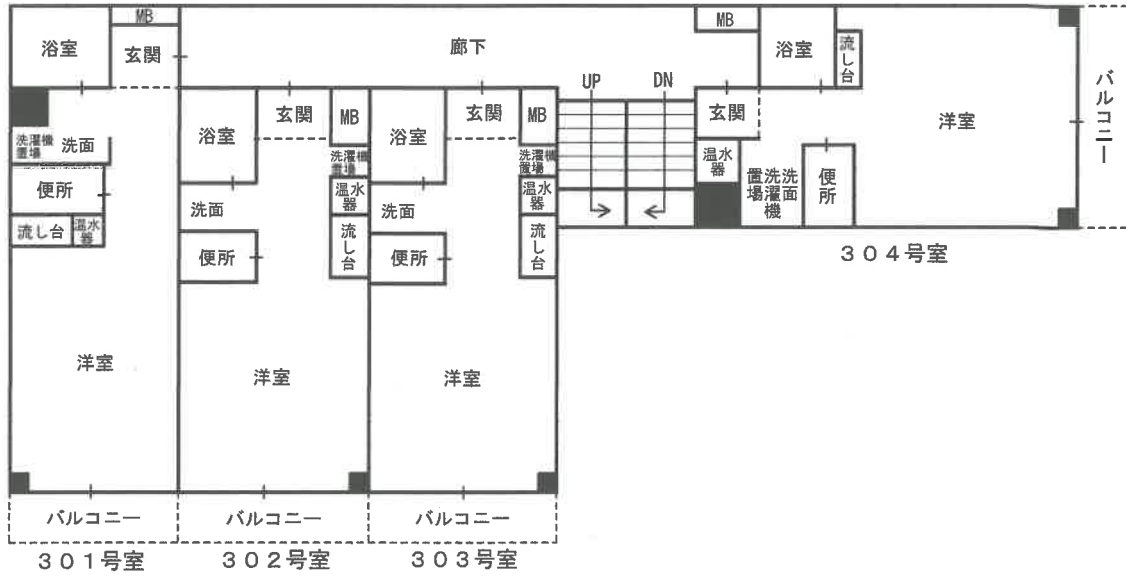 MB
浴室
玄関
洗濯機
置場
洗面
便所
流し台
温水
器
洋室
バルコニー
301号室
廊下
浴室
玄関
MB
洗濯機
置場
温水
器
洗面
流し台
便所
洋室
バルコニー
302号室
浴室
玄関
MB
洗濯機
置場
温水
器
洗面
流し台
便所
洋室
バルコニー
303号室
UP
DN
MB
浴室
流し台
玄関
洋室
温水
器
洗面
洗濯機
置場
便所
バルコニー
304号室